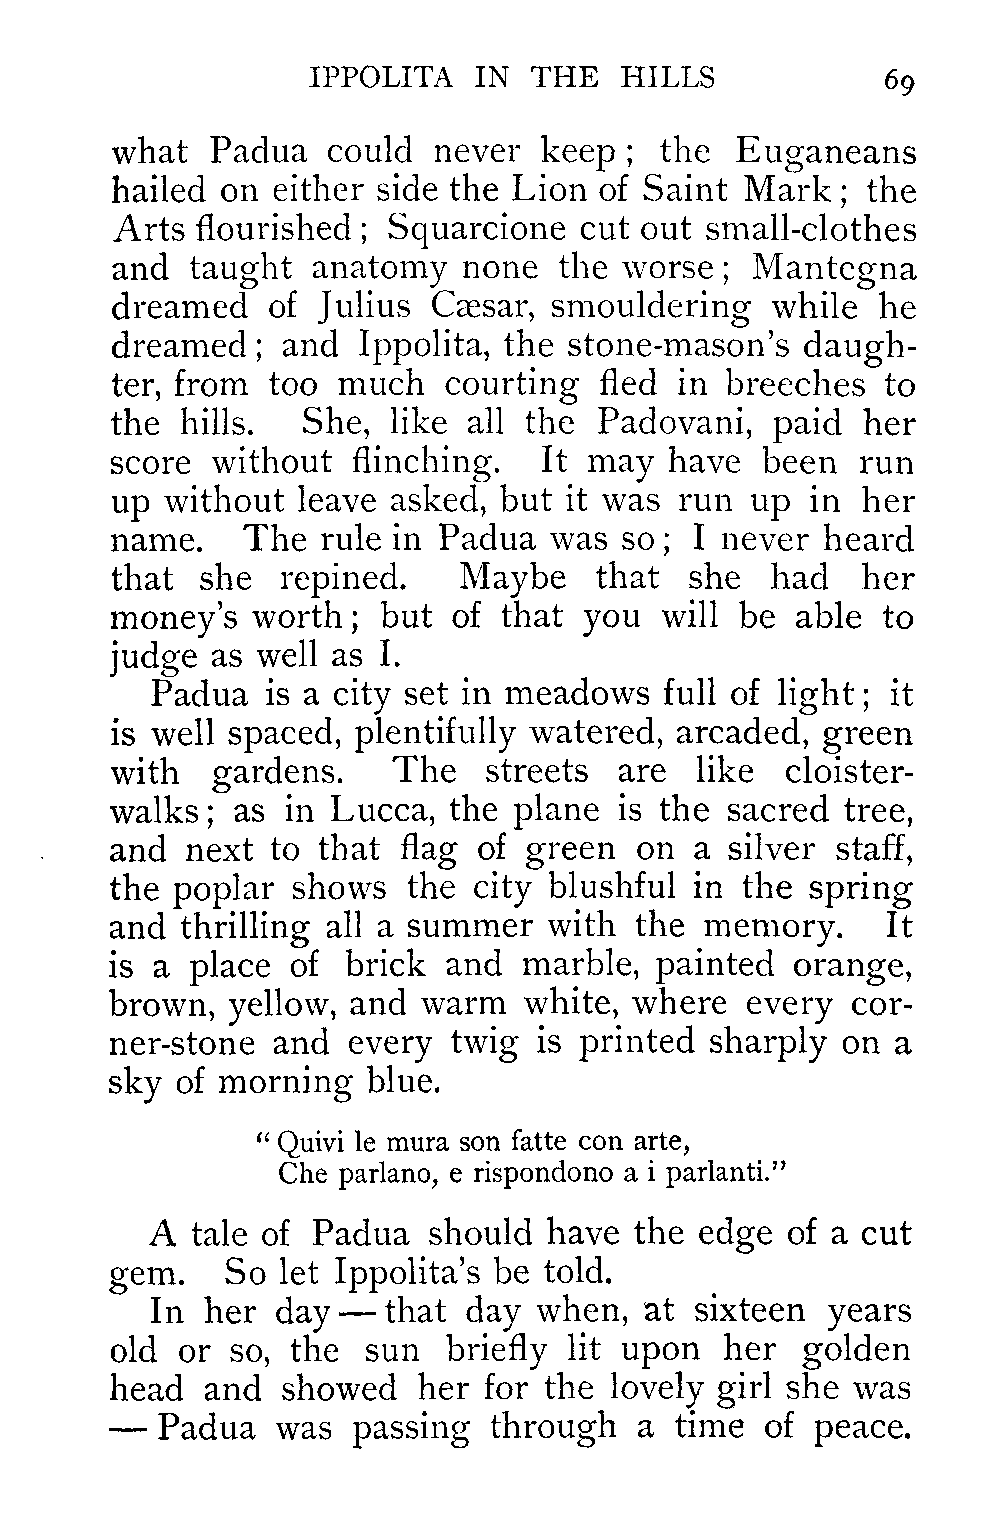 IPPOLITA IN THE HILLS 69
what Padua could never keep; the Euganeans
hailed on either side the Lion of Saint Mark; the
Arts flourished; Squarcione cut out small-clothes
and taught anatomy none the worse; Mantegna
dreamed of Julius Cæsar, smouldering while he
dreamed; and Ippolita, the stone-mason's daugh-
ter, from too much courting fled in breeches to
the hills. She, like all the Padovani, paid her
score without flinching. It may have been run
up without leave asked, but it was run up in her
name. The rule in Padua was so; I never heard
that she repined. Maybe that she had her
money's worth; but of that you will be able to
judge as well as I.
Padua is a city set in meadows full of light; it
is well spaced, plentifully watered, arcaded, green
with gardens. The streets are like cloister-
walks; as in Lucca, the plane is the sacred tree,
and next to that flag of green on a silver staff,
the poplar shows the city blushful in the spring
and thrilling all a summer with the memory. It
is a place of brick and marble, painted orange,
brown, yellow, and warm white, where every cor-
ner-stone and every twig is printed sharply on a
sky of morning blue.
“Quivi le mura son fatte con arte,
Che parlano, e rispondono a i parlanti.”
A tale of Padua should have the edge of a cut
gem. So let Ippolita's be told.
In her day — that day when, at sixteen years
old or so, the sun briefly lit upon her golden
head and showed her for the lovely girl she was
— Padua was passing through a time of peace.